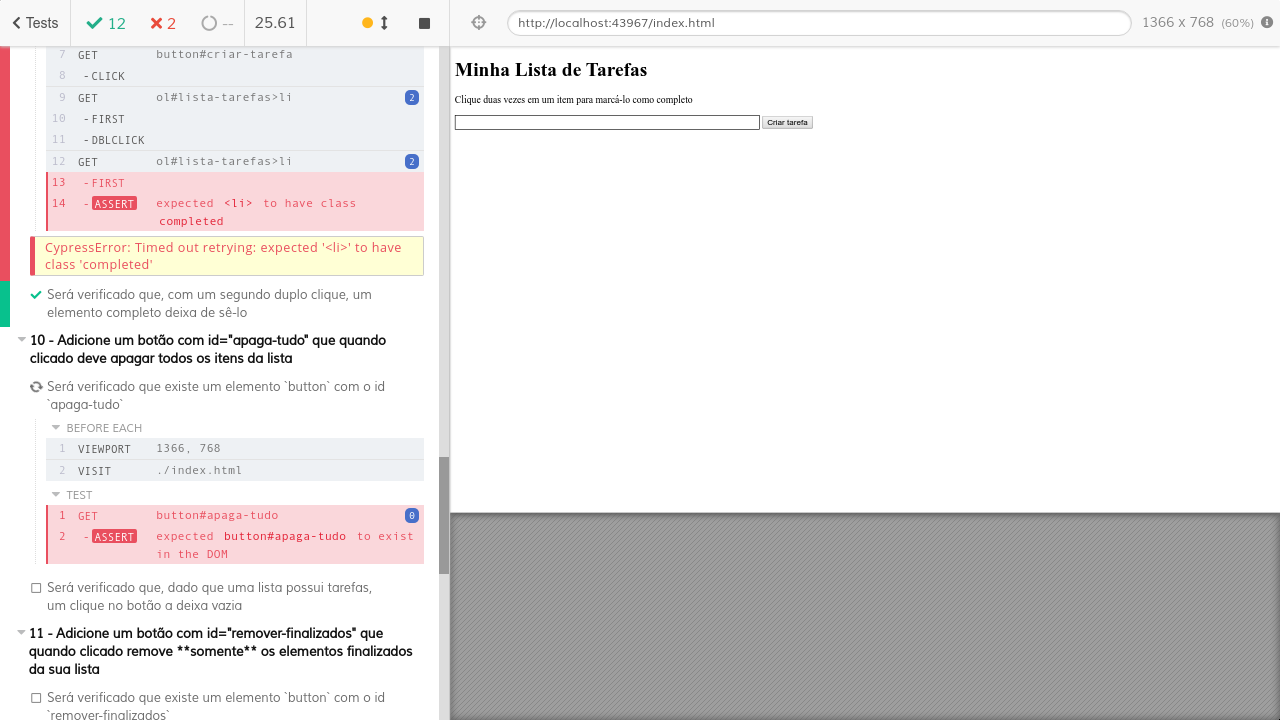 Tests
12
2
--
25.61
http://localhost:43967/index.html
1366 x 768 (60%)
7 GET button#criar-tarefa
8 -CLICK
9 GET ol#lista-tarefas>li 2
10 -FIRST
11 -DBLCLICK
12 GET ol#lista-tarefas>li 2
13 -FIRST
14 -ASSERT expected <li> to have class
completed
CypressError: Timed out retrying: expected '<li>' to have
class 'completed'
Será verificado que, com um segundo duplo clique, um
elemento completo deixa de sê-lo
10 - Adicione um botão com id="apaga-tudo" que quando
clicado deve apagar todos os itens da lista
Será verificado que existe um elemento `button` com o id
`apaga-tudo`
BEFORE EACH
1 VIEWPORT 1366, 768
2 VISIT ./index.html
TEST
1 GET button#apaga-tudo 0
2 -ASSERT expected button#apaga-tudo to exist
in the DOM
Será verificado que, dado que uma lista possui tarefas,
um clique no botão a deixa vazia
11 - Adicione um botão com id="remover-finalizados" que
quando clicado remove **somente** os elementos finalizados
da sua lista
Será verificado que existe um elemento `button` com o id
`remover-finalizados`
Minha Lista de Tarefas
Clique duas vezes em um item para marcá-lo como completo
Criar tarefa